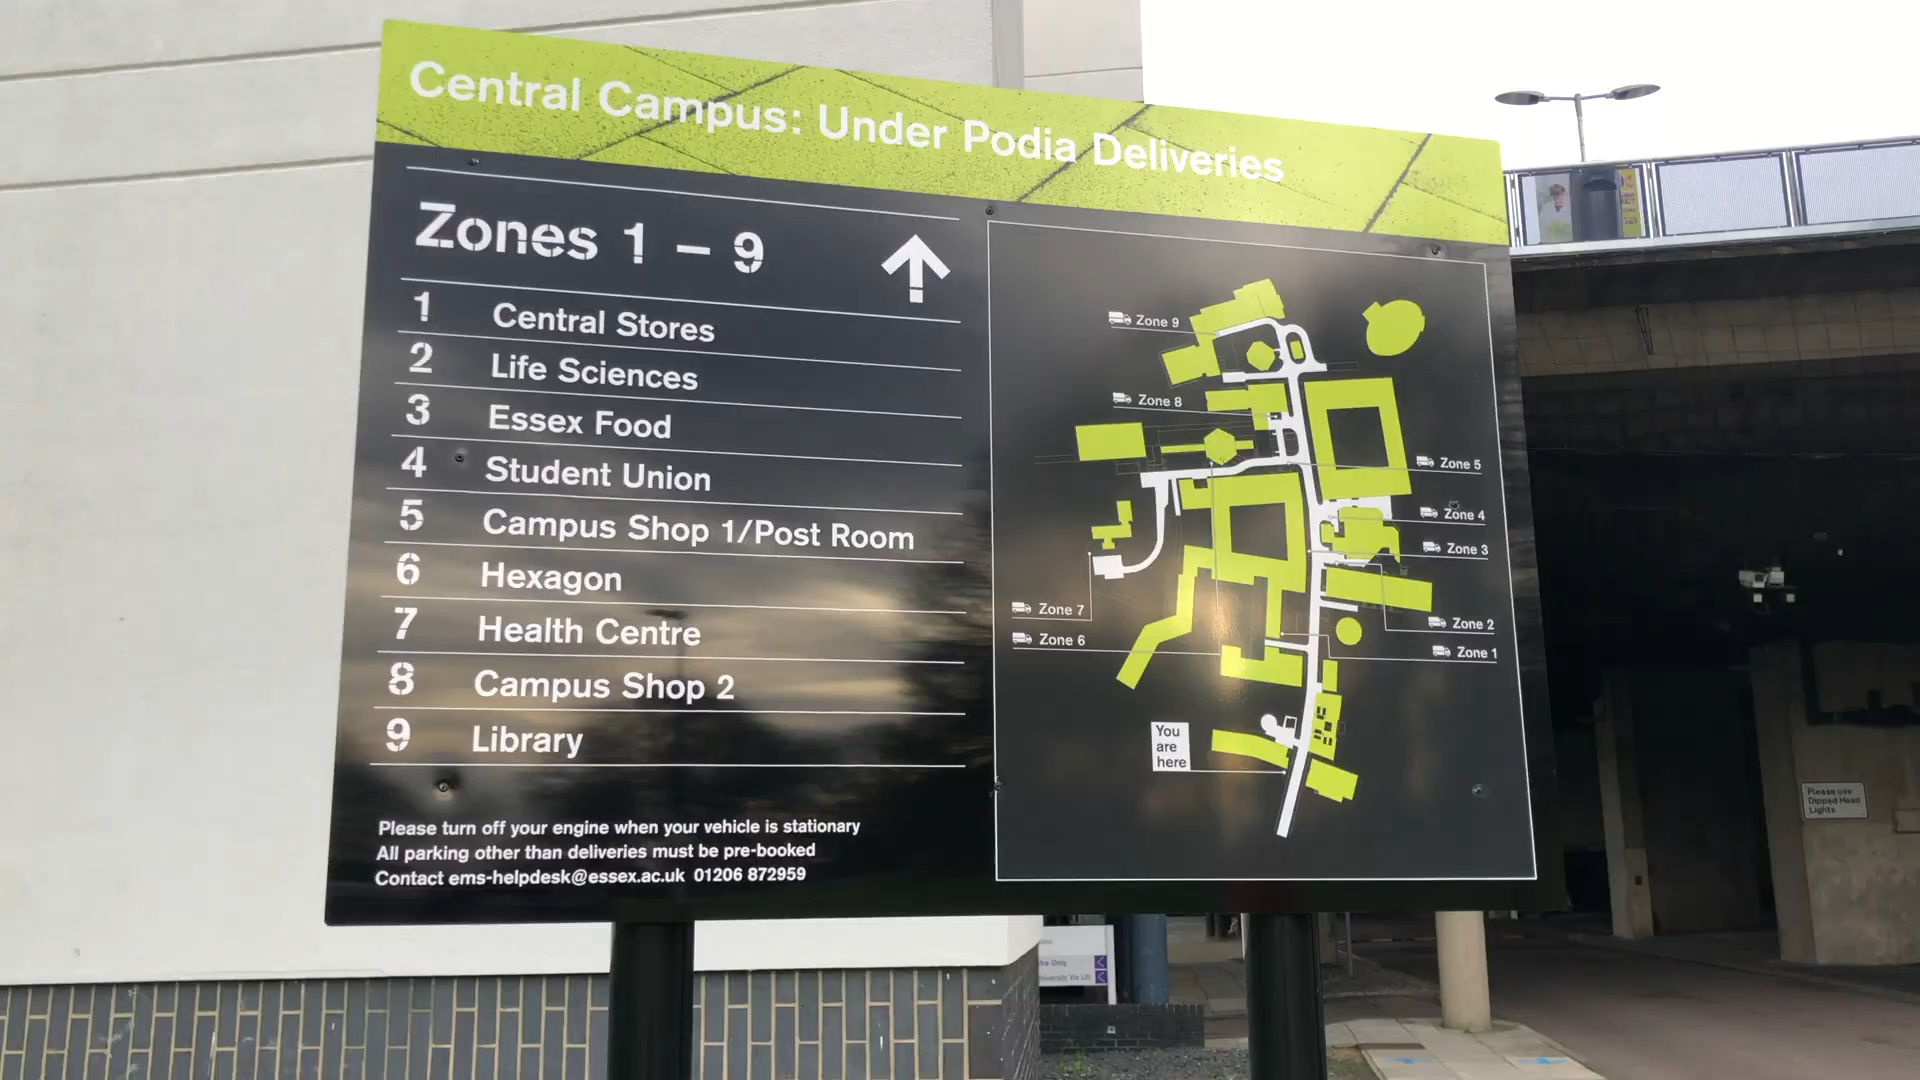 Central Campus: Under Podia Deliveries
Zones 1 – 9
1 Central Stores
2 Life Sciences
3 Essex Food
4 Student Union
5 Campus Shop 1/Post Room
6 Hexagon
7 Health Centre
8 Campus Shop 2
9 Library
Please turn off your engine when your vehicle is stationary
All parking other than deliveries must be pre-booked
Contact ems-helpdesk@essex.ac.uk 01206 872959
Zone 9
Zone 8
Zone 5
Zone 4
Zone 3
Zone 7
Zone 6
Zone 2
Zone 1
You
are
here
Please use
Dipped Head
Lights
Only
Via Lift